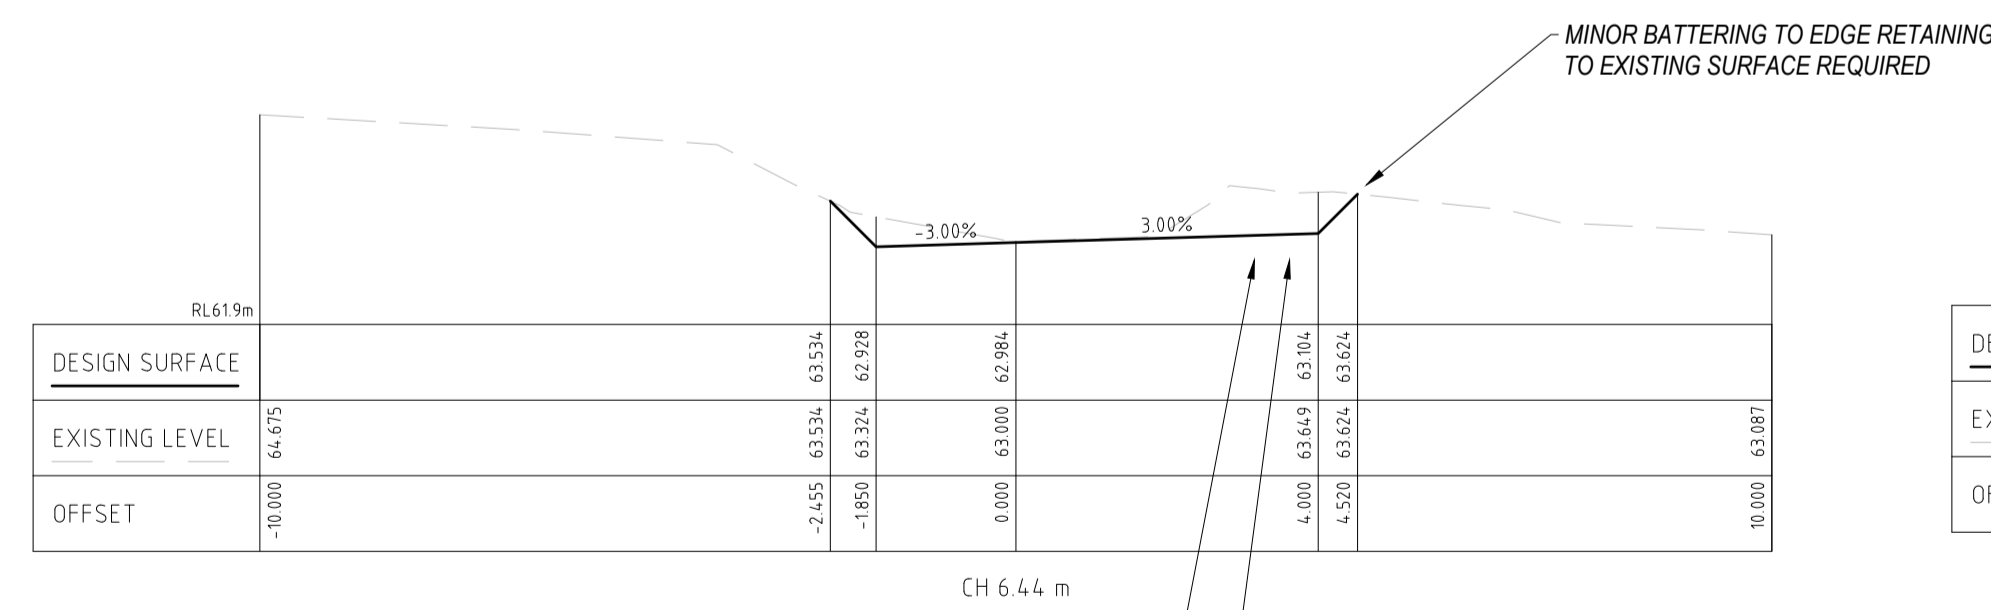 MINOR BATTERING TO EDGE RETAINING
TO EXISTING SURFACE REQUIRED
-3.00%
3.00%
RL61.9m
DESIGN SURFACE 63.534 62.928 62.984 63.104 63.624
EXISTING LEVEL 64.675 63.534 63.324 63.000 63.649 63.624 63.087
OFFSET -10.000 -2.455 -1.850 0.000 4.000 4.520 10.000
CH 6.44 m